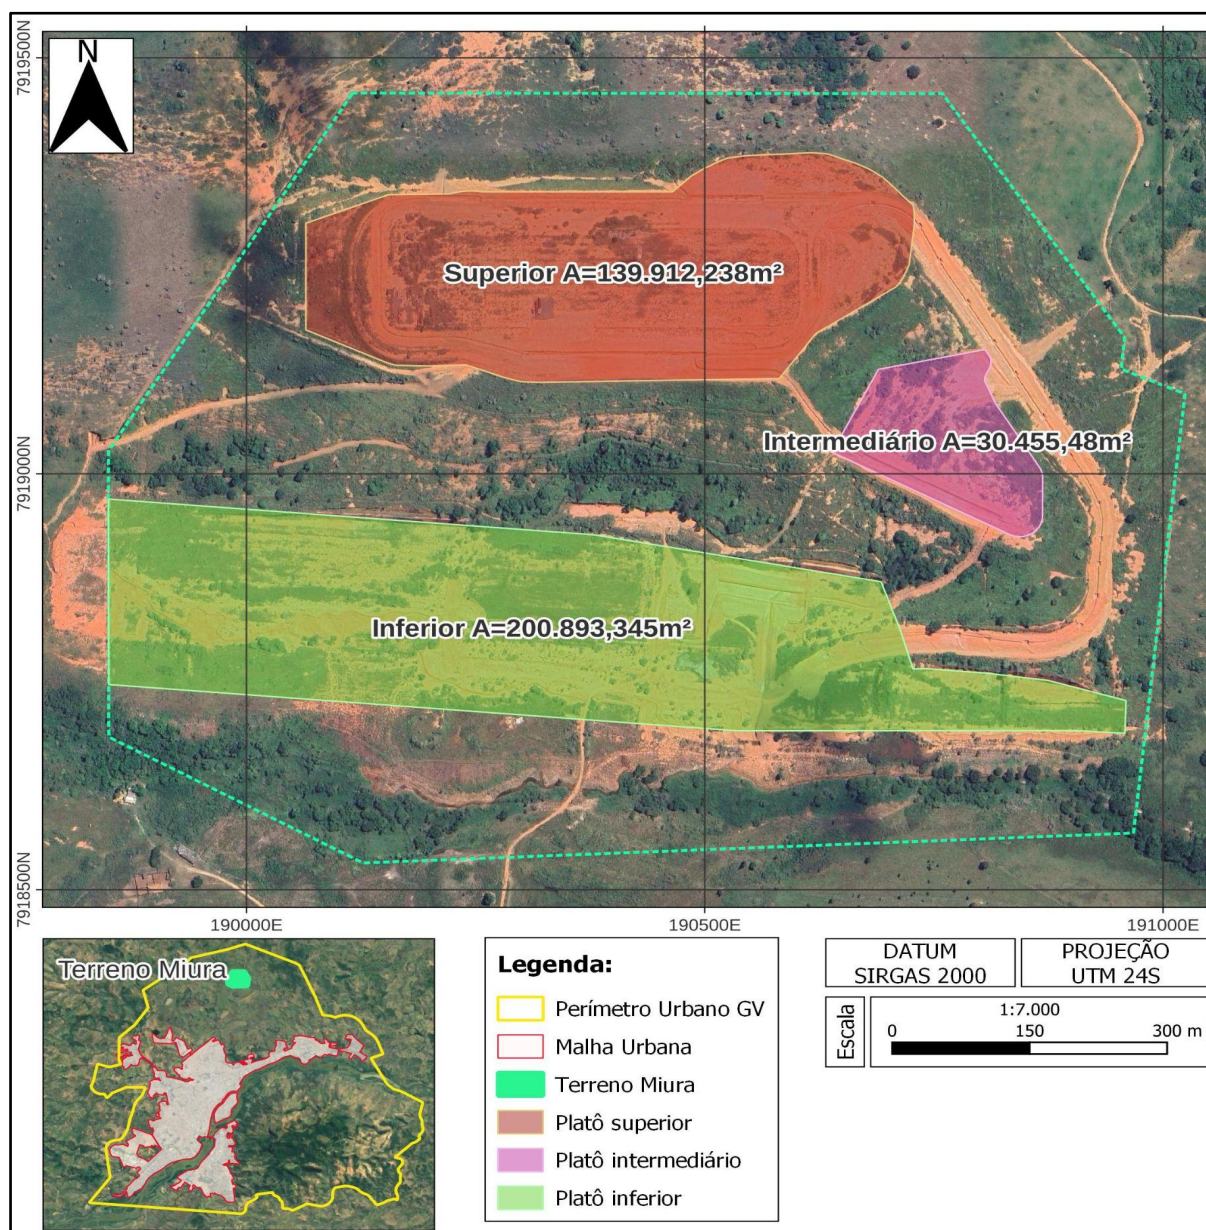 N
7919500N
7919000N
7918500N
Superior A=139.912,238m²
Intermediário A=30.455,48m²
Inferior A=200.893,345m²
190000E
190500E
191000E
Terreno Miura
Legenda:
Perímetro Urbano GV
Malha Urbana
Terreno Miura
Platô superior
Platô intermediário
Platô inferior
DATUM
SIRGAS 2000
PROJEÇÃO
UTM 24S
Escala
1:7.000
0 150 300 m